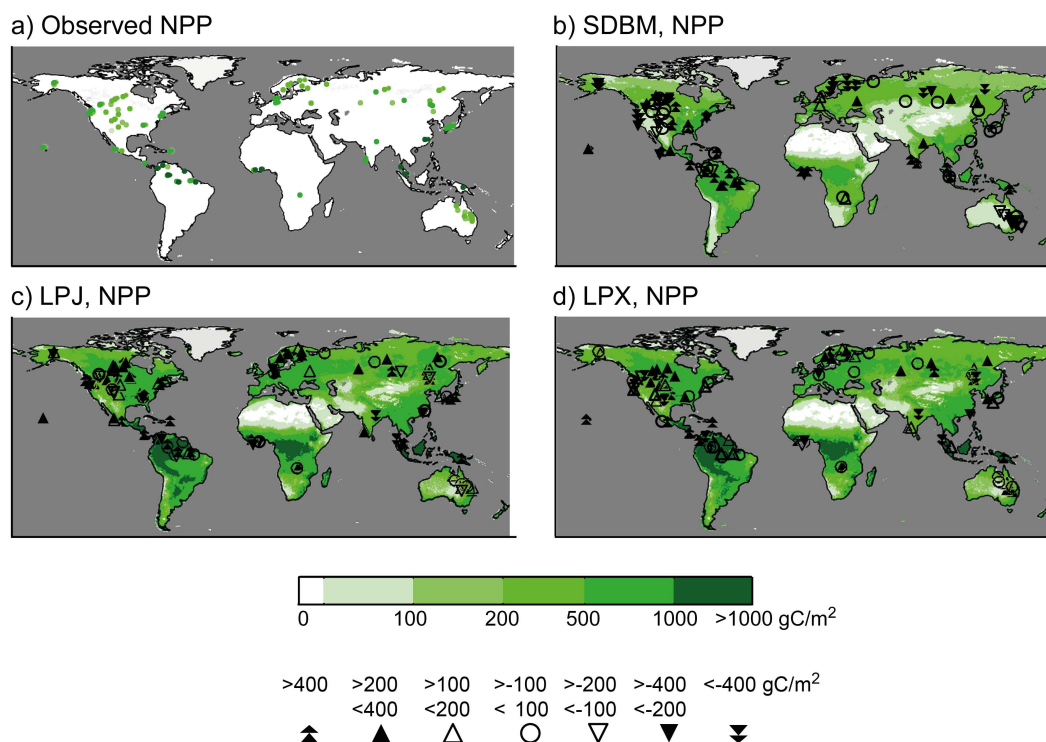 a) Observed NPP
b) SDBM, NPP
c) LPJ, NPP
d) LPX, NPP
0 100 200 500 1000 >1000 gC/m²
>400 >200 >100 >-100 >-200 >-400 <-400 gC/m²
<400 <200 < 100 <-100 <-200